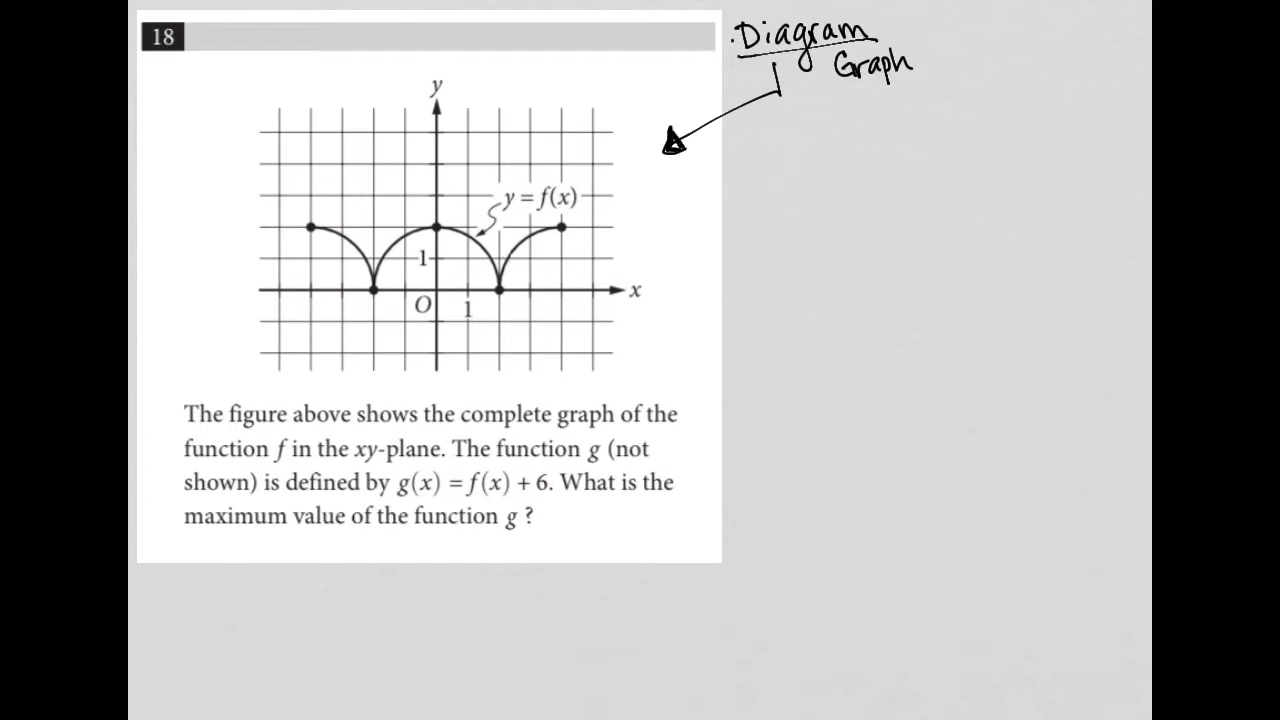 18
.Diagram
Graph
y
y = f(x)
1
x
O
1
The figure above shows the complete graph of the
function f in the xy-plane. The function g (not
shown) is defined by g(x) = f(x) + 6. What is the
maximum value of the function g ?